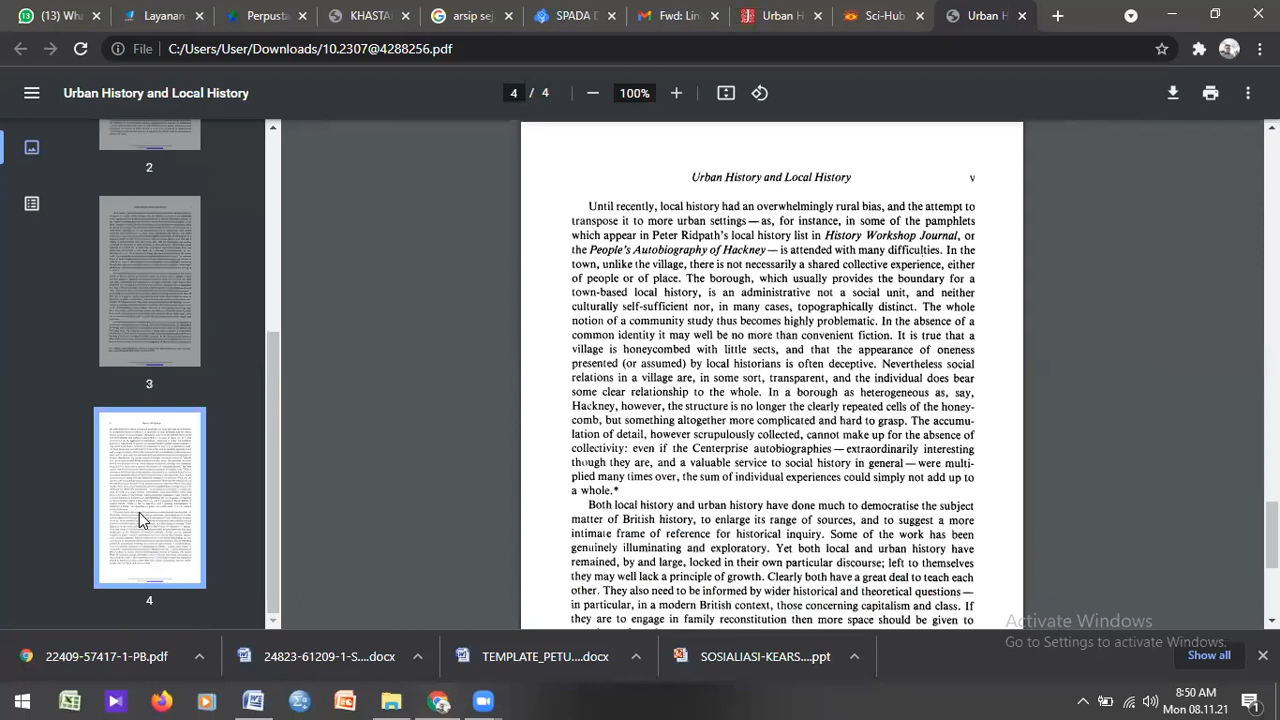 (13) Wha
Layanan
Perpust
KHASTA
arsip sej
SPADA D
Fwd: Lin
Urban H
Sci-Hub
Urban H
File
C:/Users/User/Downloads/10.2307@4288256.pdf
Urban History and Local History
4 / 4
100%
2
3
4
Urban History and Local History
v
Until recently, local history had an overwhelmingly rural bias, and the attempt to
transpose it to more urban settings — as, for instance, in some of the pamphlets
which appear in Peter Ridpath's local history list in History Workshop Journal, or
the People's Autobiography of Hackney — is attended with many difficulties. In the
town, unlike the village, there is not necessarily a shared collective experience, either
of people or of place. The borough, which usually provides the boundary for a
town-based local history, is an administrative not a social unit, and neither
culturally self-sufficient nor, in many cases, topographically distinct. The whole
notion of a community study thus becomes highly problematic. In the absence of a
common identity it may well be no more than convenient fiction. It is true that a
village is honeycombed with little sects, and that the appearance of oneness
presented (or assumed) by local historians is often deceptive. Nevertheless social
relations in a village are, in some sort, transparent, and the individual does bear
some clear relationship to the whole. In a borough as heterogeneous as, say,
Hackney, however, the structure is no longer the clearly repeated cells of the honey-
comb, but something altogether more complicated and hard to grasp. The accumu-
lation of detail, however scrupulously collected, cannot make up for the absence of
collectivity: even if the Centerprise autobiographies — extraordinarily interesting
though they are, and a valuable service to social history in general — were multi-
plied many times over, the sum of individual experiences could simply not add up to
a whole.*
Both local history and urban history have done much to democratise the subject
matter of British history, to enlarge its range of sources, and to suggest a more
intimate frame of reference for historical inquiry. Some of the work has been
genuinely illuminating and exploratory. Yet both local and urban history have
remained, by and large, locked in their own particular discourse; left to themselves
they may well lack a principle of growth. Clearly both have a great deal to teach each
other. They also need to be informed by wider historical and theoretical questions —
in particular, in a modern British context, those concerning capitalism and class. If
they are to engage in family reconstitution then more space should be given to
Activate Windows
Go to Settings to activate Windows.
22409-57417-1-PB.pdf
24823-63109-1-S....docx
TEMPLATE_PETU....docx
SOSIALIASI-KEARS....ppt
Show all
8:50 AM
Mon 08.11.21
1